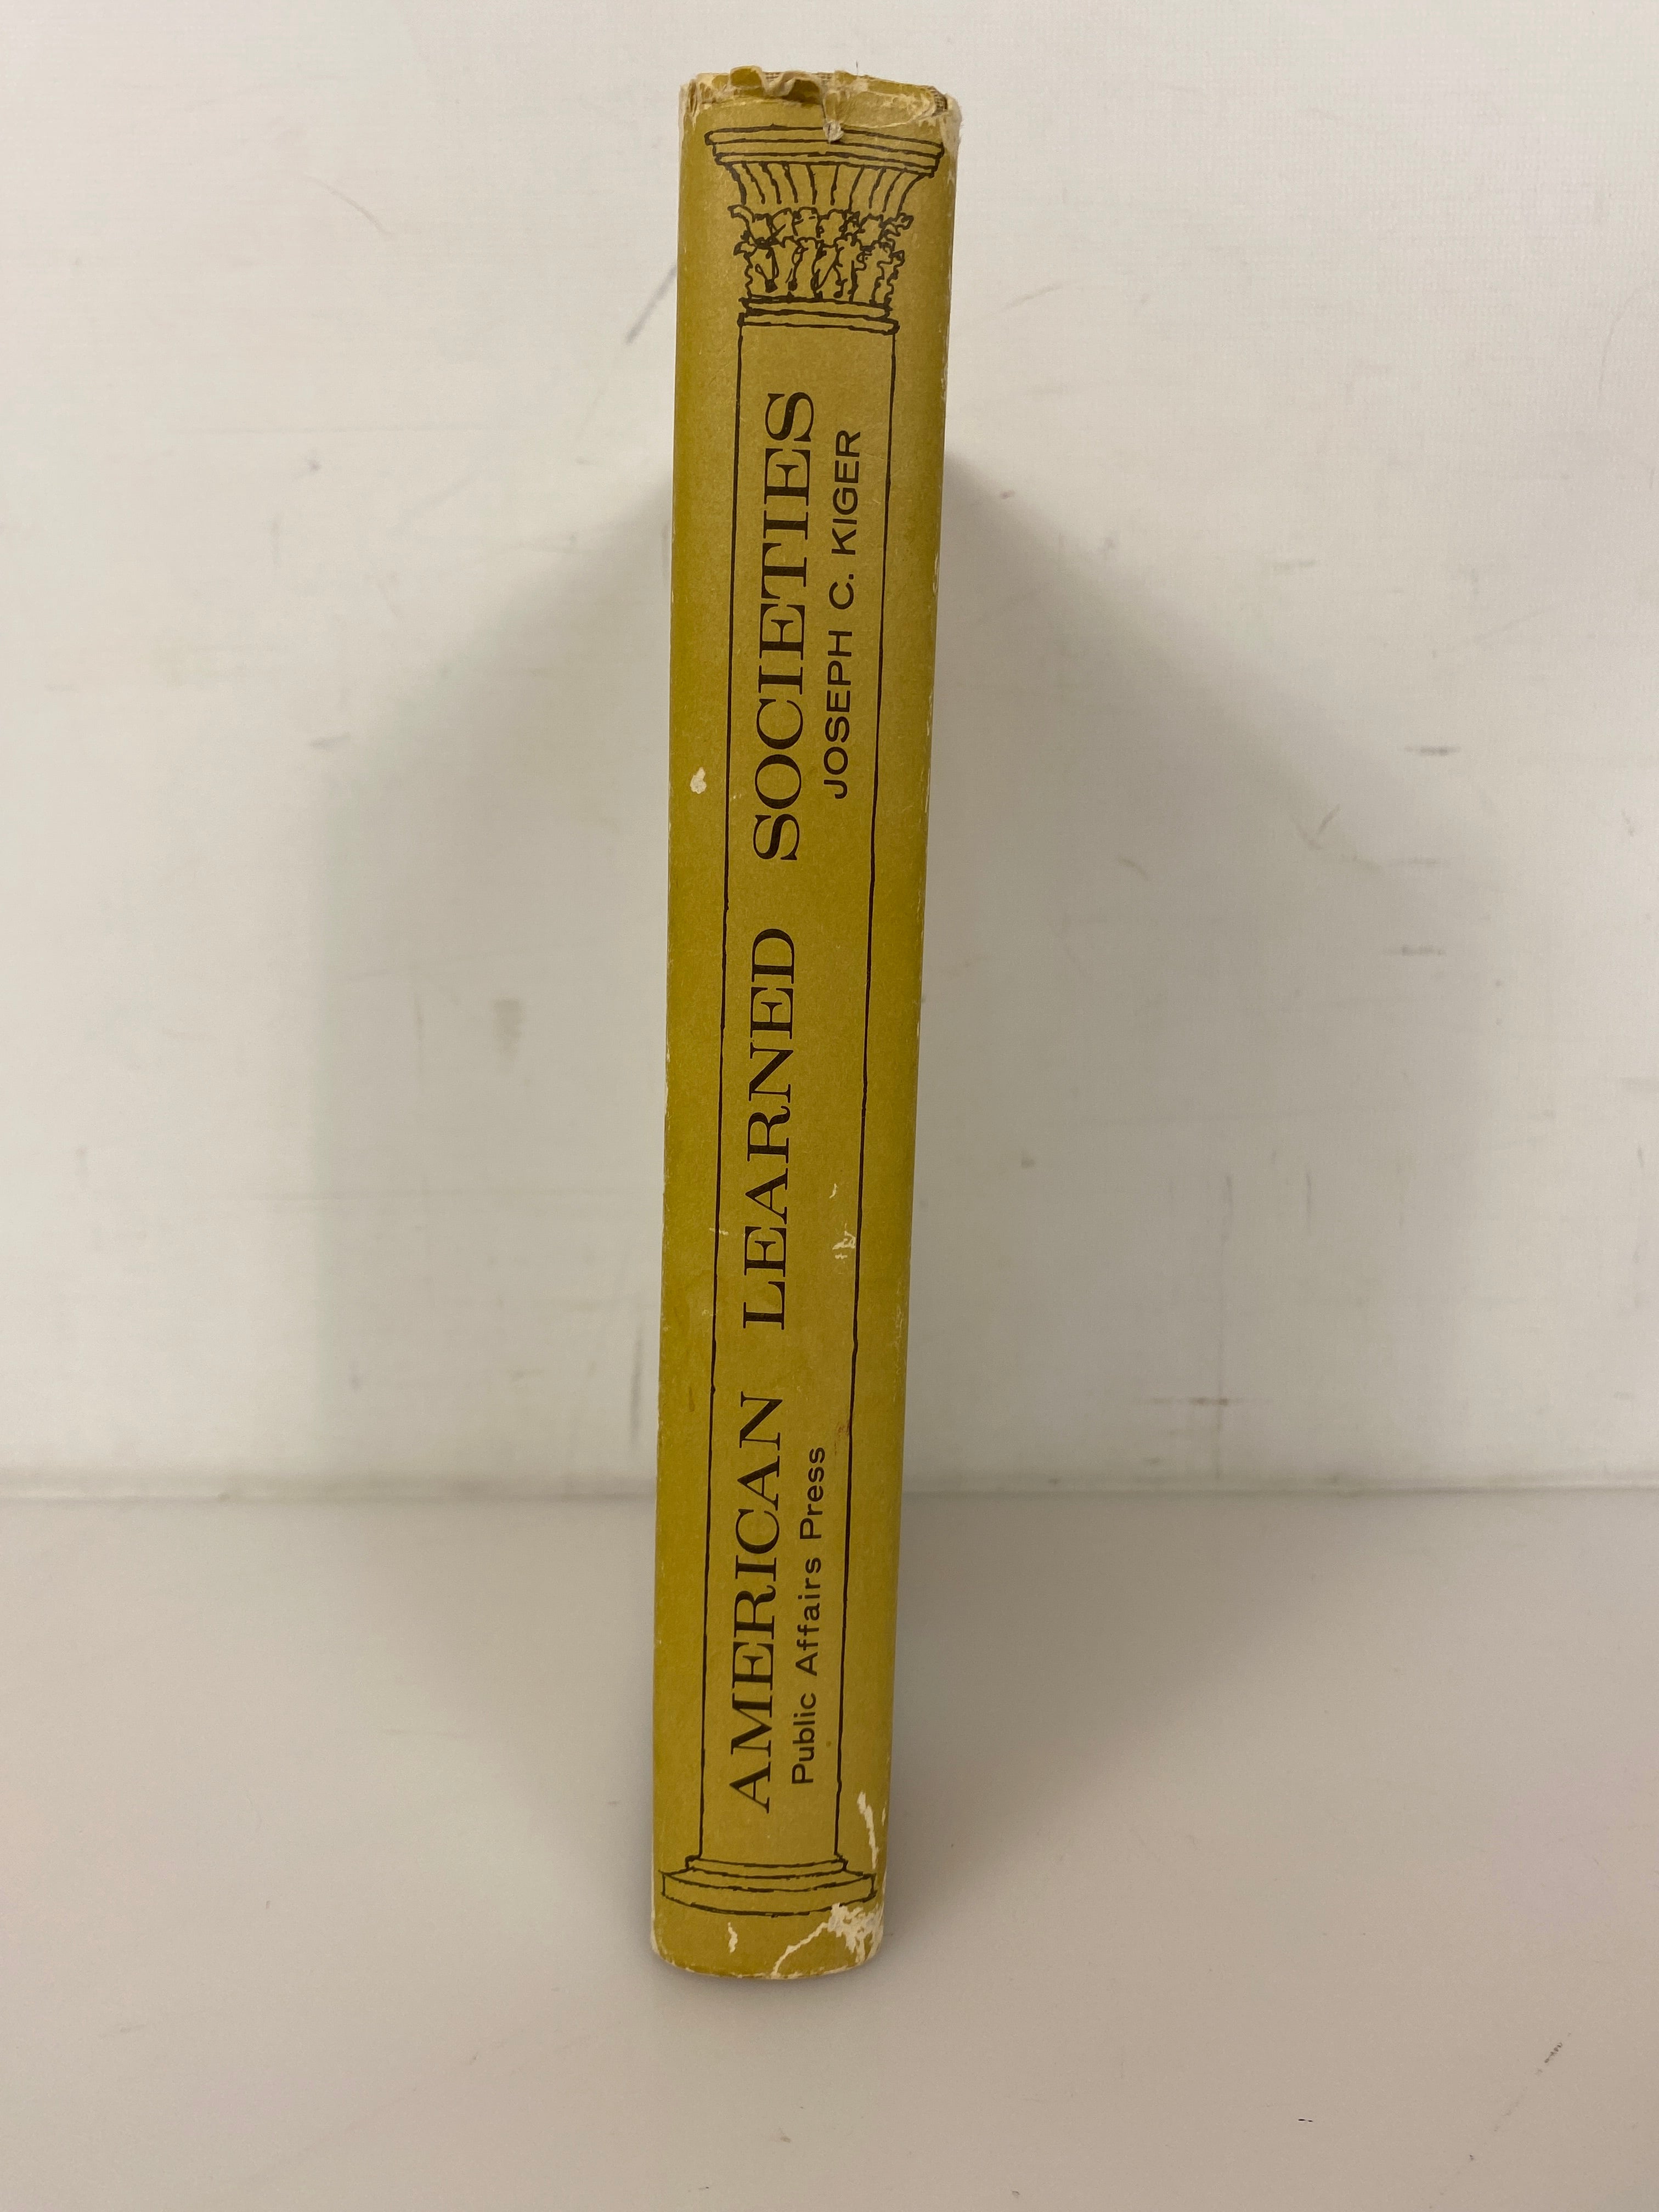 AMERICAN LEARNED SOCIETIES
Public Affairs Press
JOSEPH C. KIGER